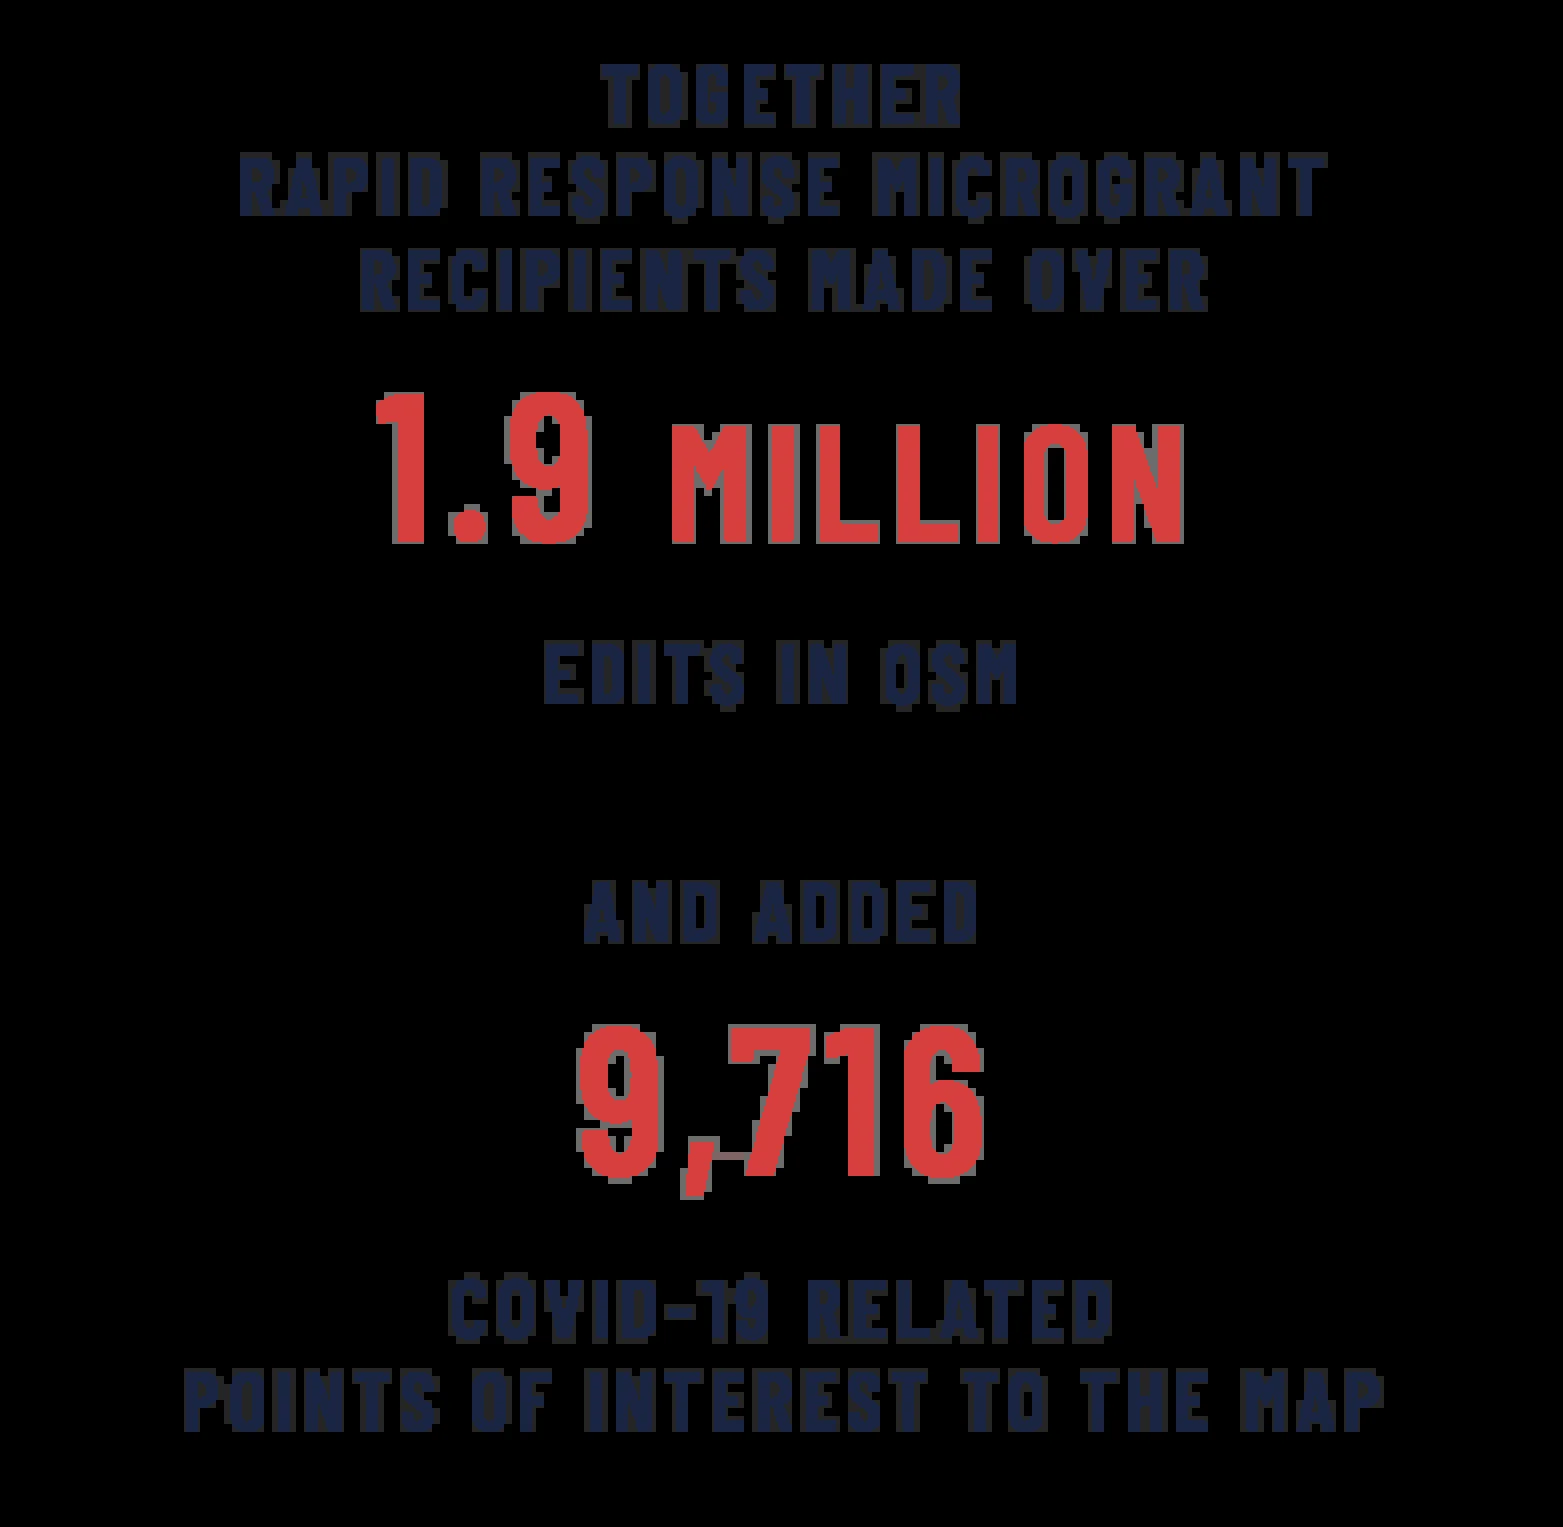 TOGETHER
RAPID RESPONSE MICROGRANT
RECIPIENTS MADE OVER
1.9 MILLION
EDITS IN OSM
AND ADDED
9,716
COVID-19 RELATED
POINTS OF INTEREST TO THE MAP